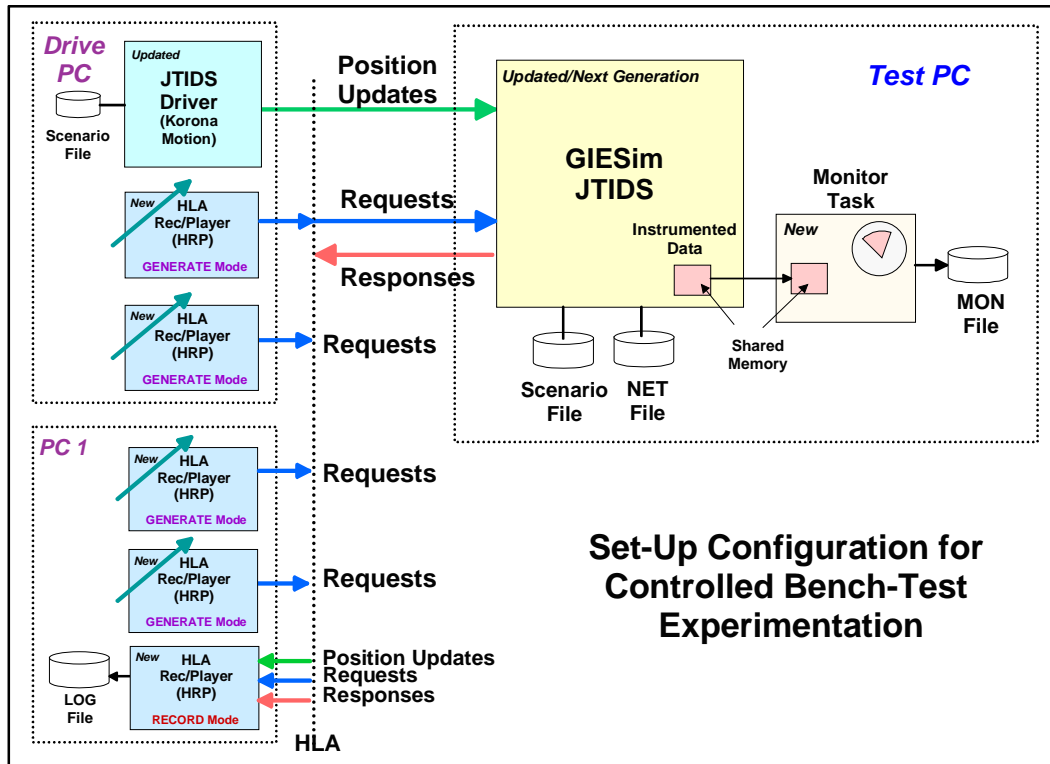 Drive
PC
Updated
JTIDS
Driver
(Korona
Motion)
Scenario
File
New
HLA
Rec/Player
(HRP)
GENERATE Mode
New
HLA
Rec/Player
(HRP)
GENERATE Mode
Position
Updates
Requests
Responses
Requests
Test PC
Updated/Next Generation
GIESim
JTIDS
Instrumented
Data
Monitor
Task
New
Shared
Memory
MON
File
Scenario
File
NET
File
PC 1
New
HLA
Rec/Player
(HRP)
GENERATE Mode
Requests
New
HLA
Rec/Player
(HRP)
GENERATE Mode
Requests
New
HLA
Rec/Player
(HRP)
RECORD Mode
LOG
File
Position Updates
Requests
Responses
HLA
Set-Up Configuration for
Controlled Bench-Test
Experimentation